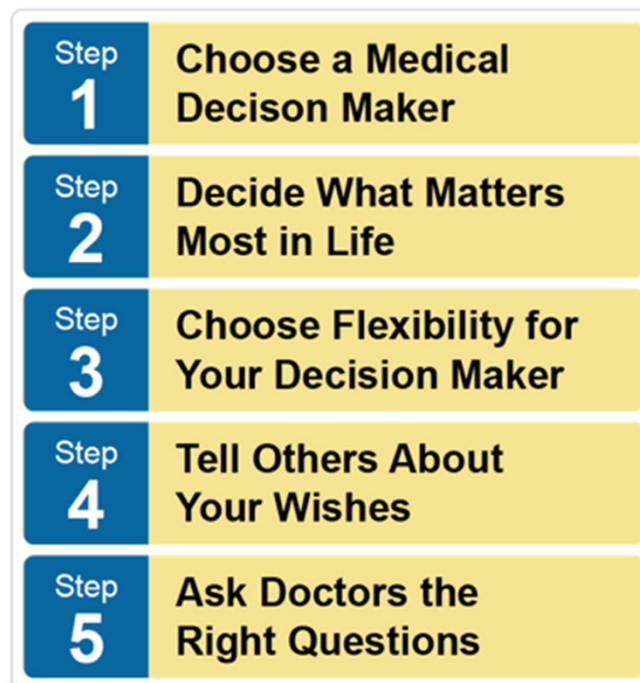 Step
1
Choose a Medical
Decison Maker
Step
2
Decide What Matters
Most in Life
Step
3
Choose Flexibility for
Your Decision Maker
Step
4
Tell Others About
Your Wishes
Step
5
Ask Doctors the
Right Questions